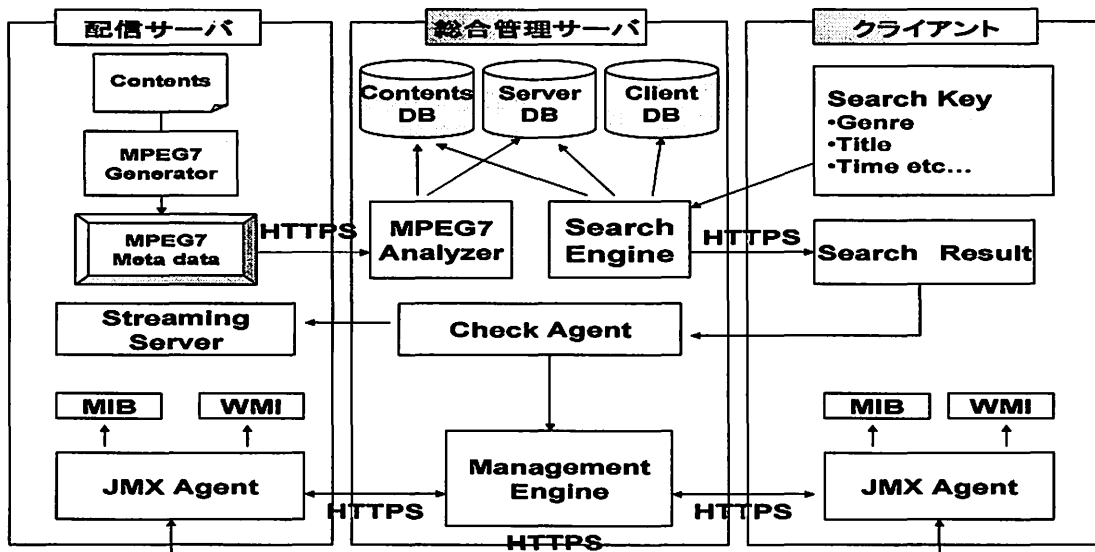 配信サーバ
Contents
MPEG7
Generator
MPEG7
Meta data
HTTPS
Streaming
Server
MIB
WMI
JMX Agent
HTTPS
総合管理サーバ
Contents
DB
Server
DB
Client
DB
MPEG7
Analyzer
Search
Engine
HTTPS
Check Agent
Management
Engine
HTTPS
HTTPS
クライアント
Search Key
•Genre
•Title
•Time etc...
Search Result
MIB
WMI
JMX Agent